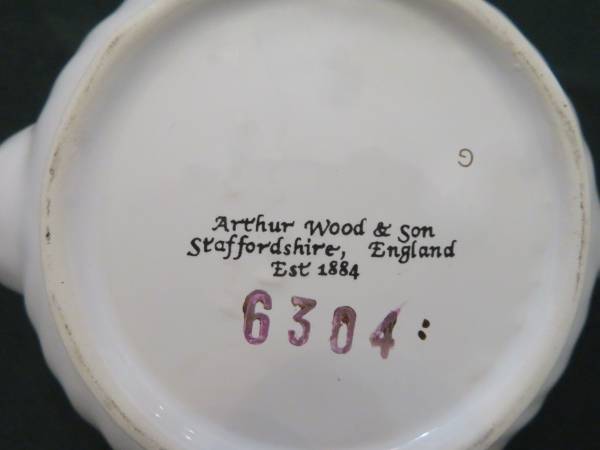 G
Arthur Wood & Son
Staffordshire, England
Est 1884
6304: